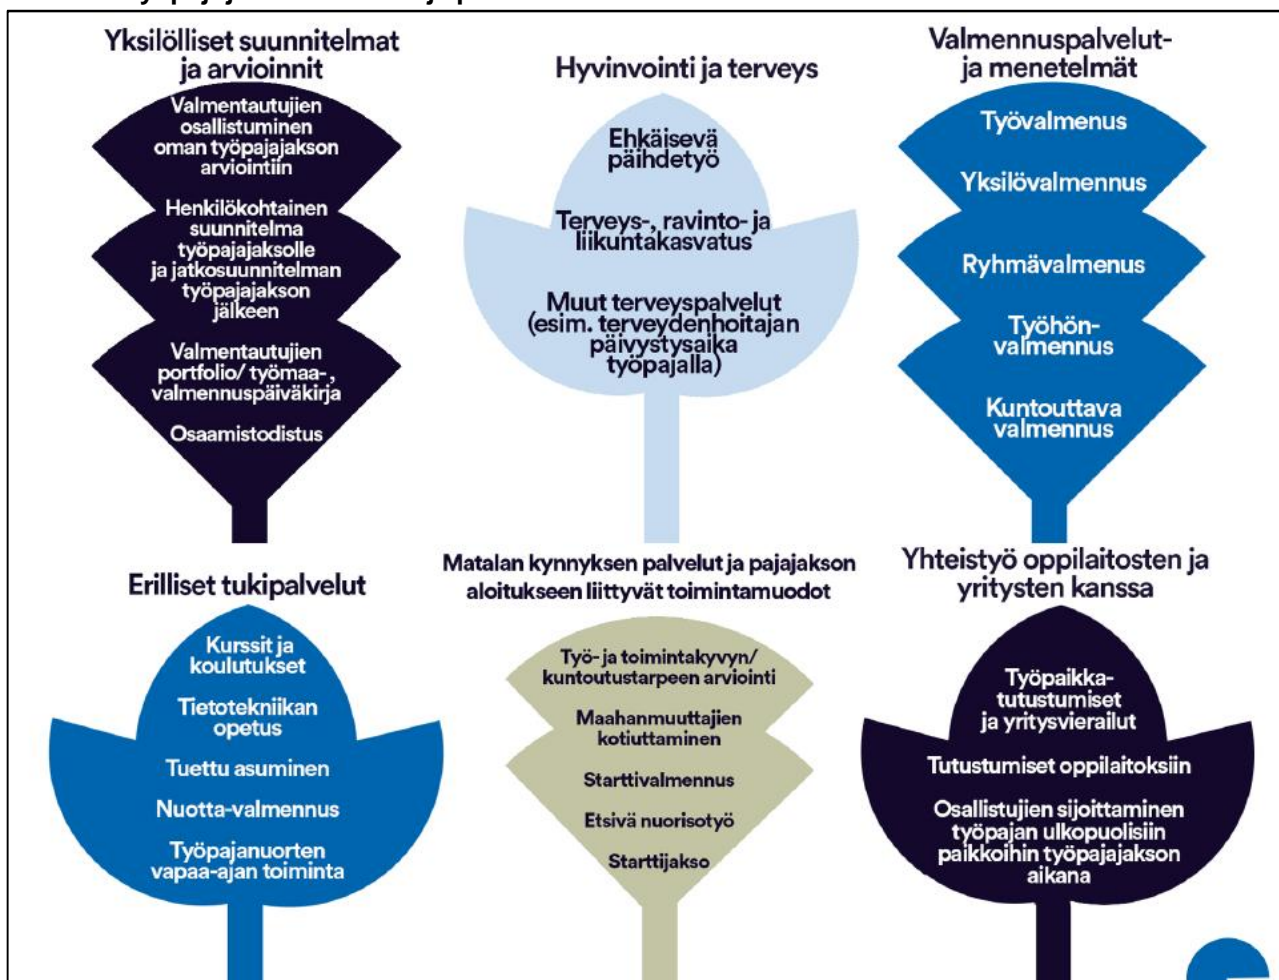 Yksilölliset suunnitelmat
ja arvioinnit
Valmentautujien
osallistuminen
oman työpajajakson
arviointiin
Henkilökohtainen
suunnitelma
työpajajaksolle
ja jatkosuunnitelman
työpajajakson
jälkeen
Valmentautujien
portfolio/ työmaa-,
valmennuspäiväkirja
Osaamistodistus
Hyvinvointi ja terveys
Ehkäisevä
päihdetyö
Terveys-, ravinto- ja
liikuntakasvatus
Muut terveyspalvelut
(esim. terveydenhoitajan
päivystysaika
työpajalla)
Valmennuspalvelut-
ja menetelmät
Työvalmenus
Yksilövalmennus
Ryhmävalmenus
Työhön-
valmennus
Kuntouttava
valmennus
Erilliset tukipalvelut
Kurssit ja
koulutukset
Tietotekniikan
opetus
Tuettu asuminen
Nuotta-valmennus
Työpajanuorten
vapaa-ajan toiminta
Matalan kynnyksen palvelut ja pajajakson
aloitukseen liittyvät toimintamuodot
Työ- ja toimintakyvyn/
kuntoutustarpeen arviointi
Maahanmuuttajien
kotiuttaminen
Starttivalmennus
Etsivä nuorisotyö
Starttijakso
Yhteistyö oppilaitosten ja
yritysten kanssa
Työpaikka-
tutustumiset
ja yritysvierailut
Tutustumiset oppilaitoksiin
Osallistujien sijoittaminen
työpajan ulkopuolisiin
paikkoihin työpajajakson
aikana